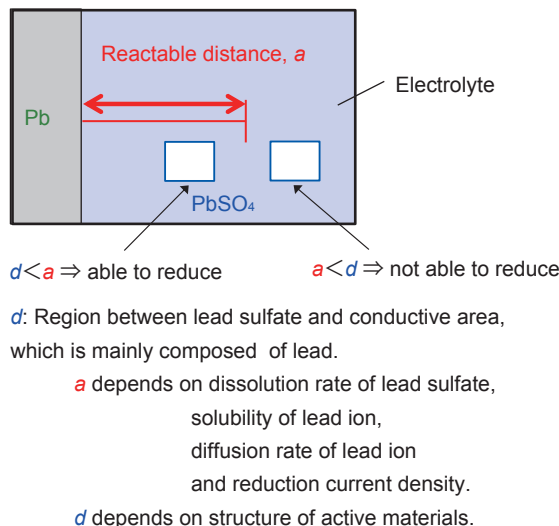 Reactable distance, a
Electrolyte
Pb
PbSO₄
d<a ⇒ able to reduce
a<d⇒ not able to reduce
d: Region between lead sulfate and conductive area,
which is mainly composed of lead.
a depends on dissolution rate of lead sulfate,
solubility of lead ion,
diffusion rate of lead ion
and reduction current density.
d depends on structure of active materials.